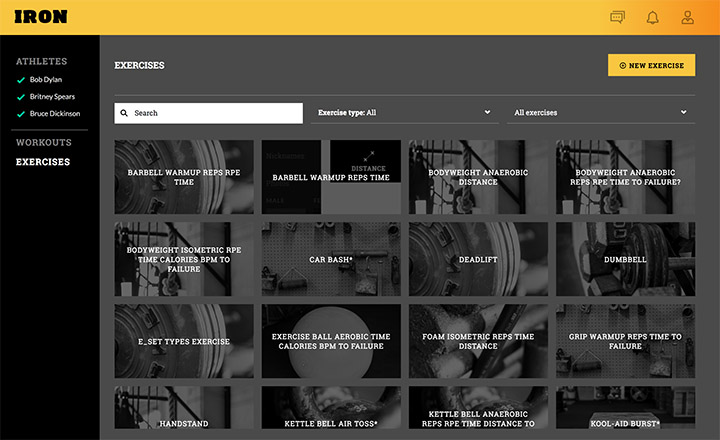 IRON
ATHLETES
Bob Dylan
Britney Spears
Bruce Dickinson
WORKOUTS
EXERCISES
EXERCISES
NEW EXERCISE
Search
Exercise type: All
All exercises
BARBELL WARMUP REPS RPE
TIME
DISTANCE
BARBELL WARMUP REPS TIME
BODYWEIGHT ANAEROBIC
DISTANCE
BODYWEIGHT ANAEROBIC
REPS RPE TIME TO FAILURE?
BODYWEIGHT ISOMETRIC RPE
TIME CALORIES BPM TO
FAILURE
CAR BASH*
DEADLIFT
DUMBBELL
E_SET TYPES EXERCISE
EXERCISE BALL AEROBIC TIME
CALORIES BPM TO FAILURE
FOAM ISOMETRIC REPS TIME
DISTANCE
GRIP WARMUP REPS TIME TO
FAILURE
HANDSTAND
KETTLE BELL AIR TOSS*
KETTLE BELL ANAEROBIC
REPS RPE TIME DISTANCE TO
KOOL-AID BURST*